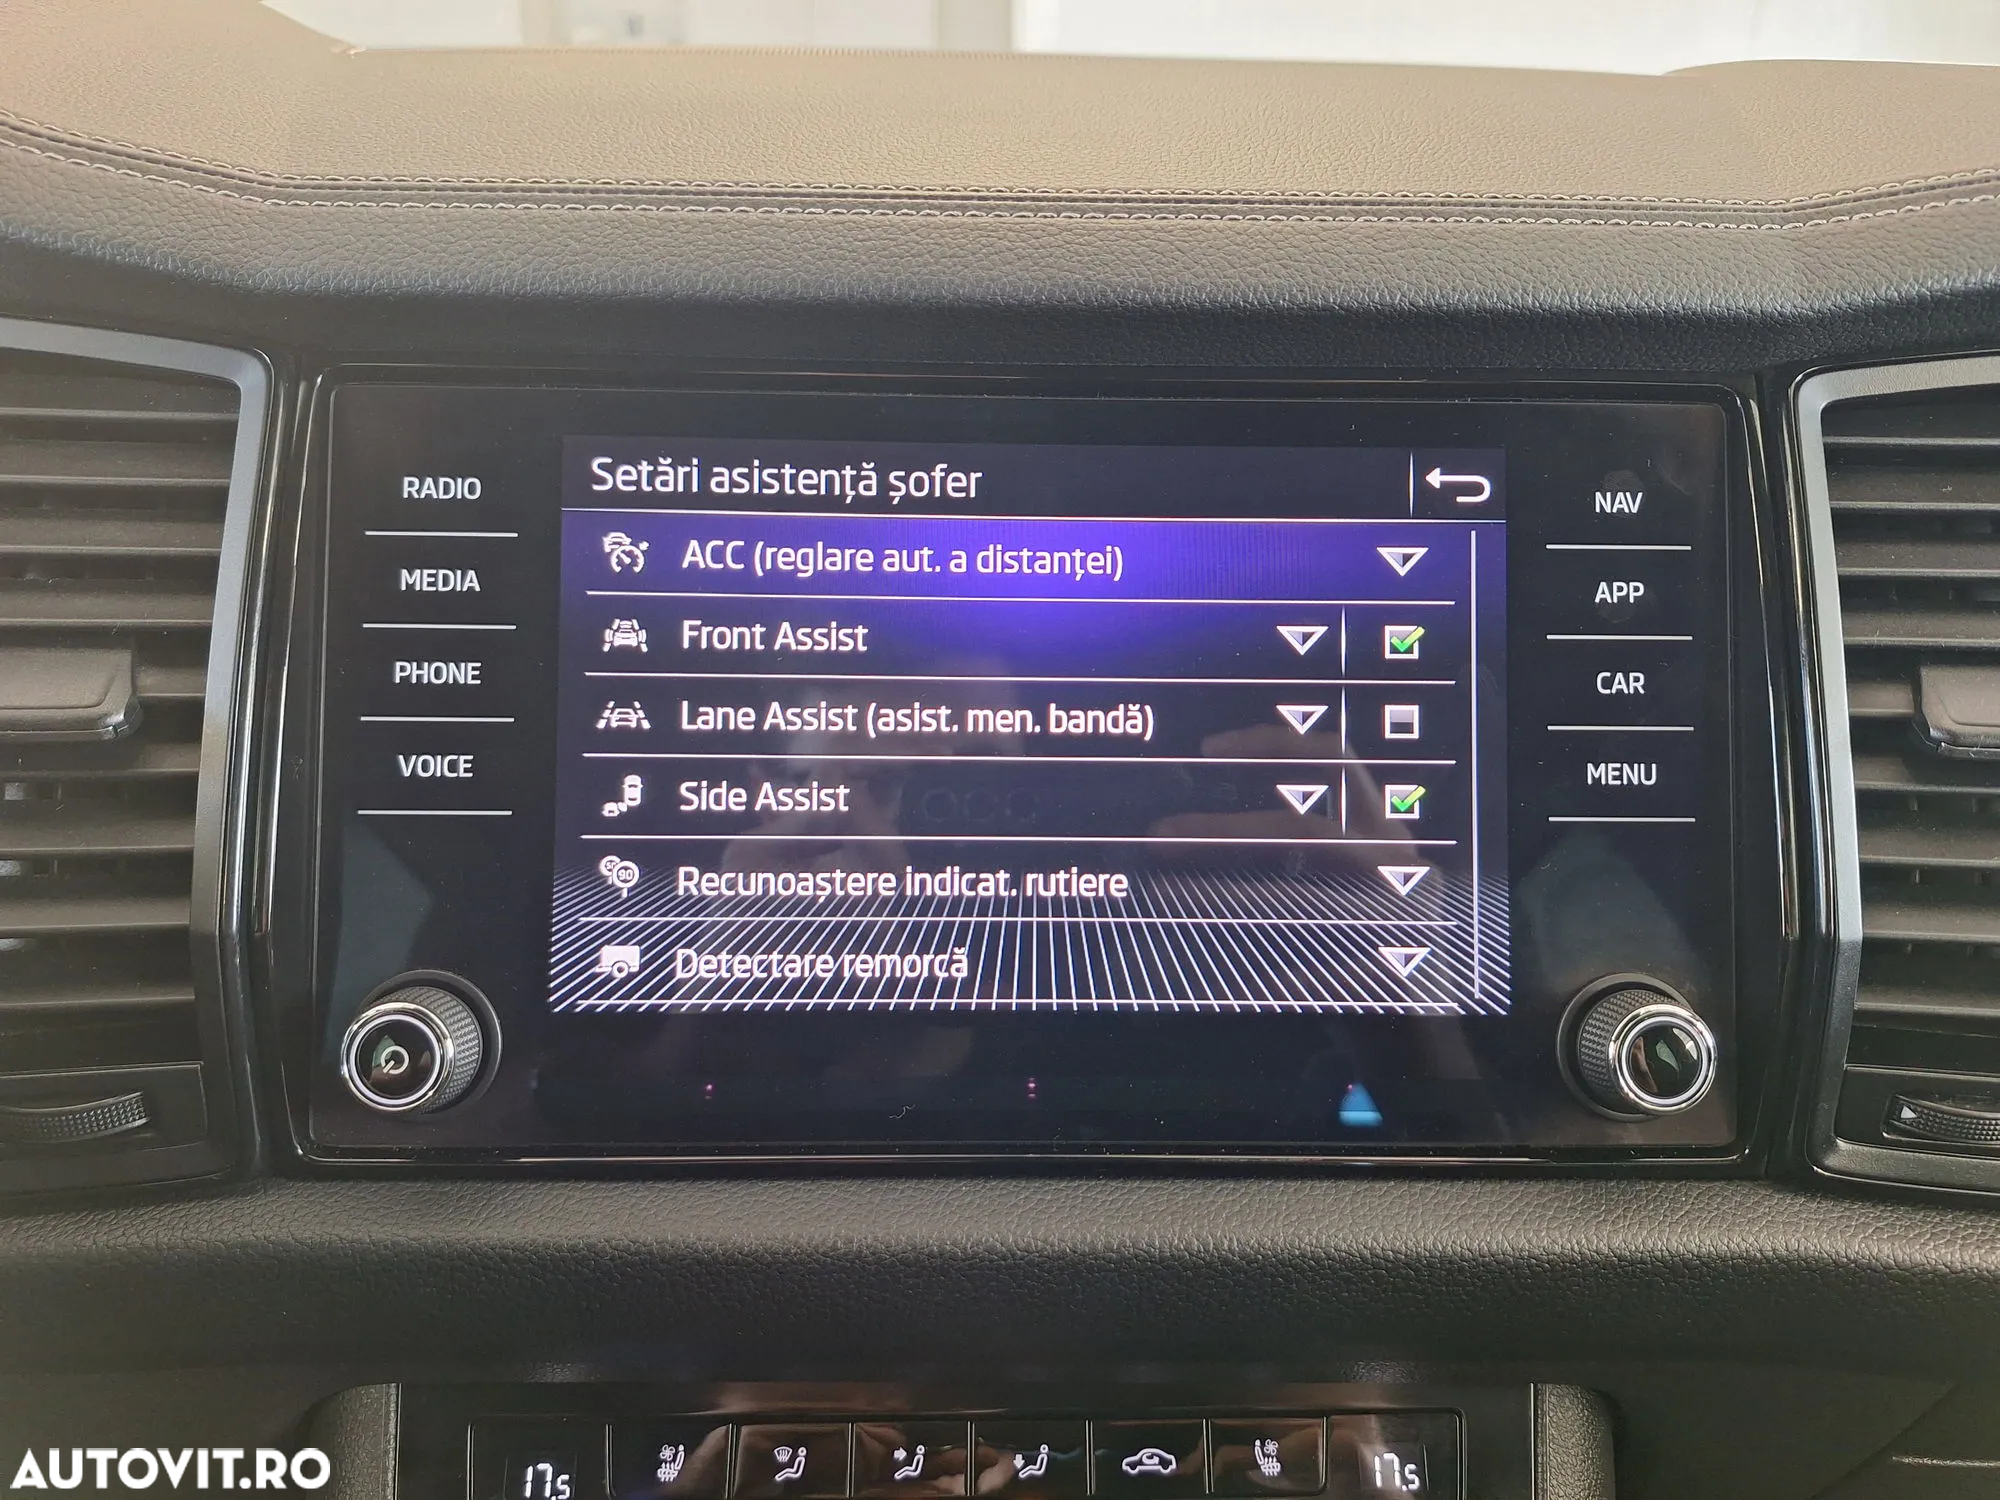 Setări asistență șofer
RADIO
MEDIA
PHONE
VOICE
ACC (reglare aut. a distanței)
Front Assist
Lane Assist (asist. men. bandă)
Side Assist
Recunoaștere indicat. rutiere
Detectare remorcă
90
NAV
APP
CAR
MENU
17.5
17.5
AUTOVIT.RO